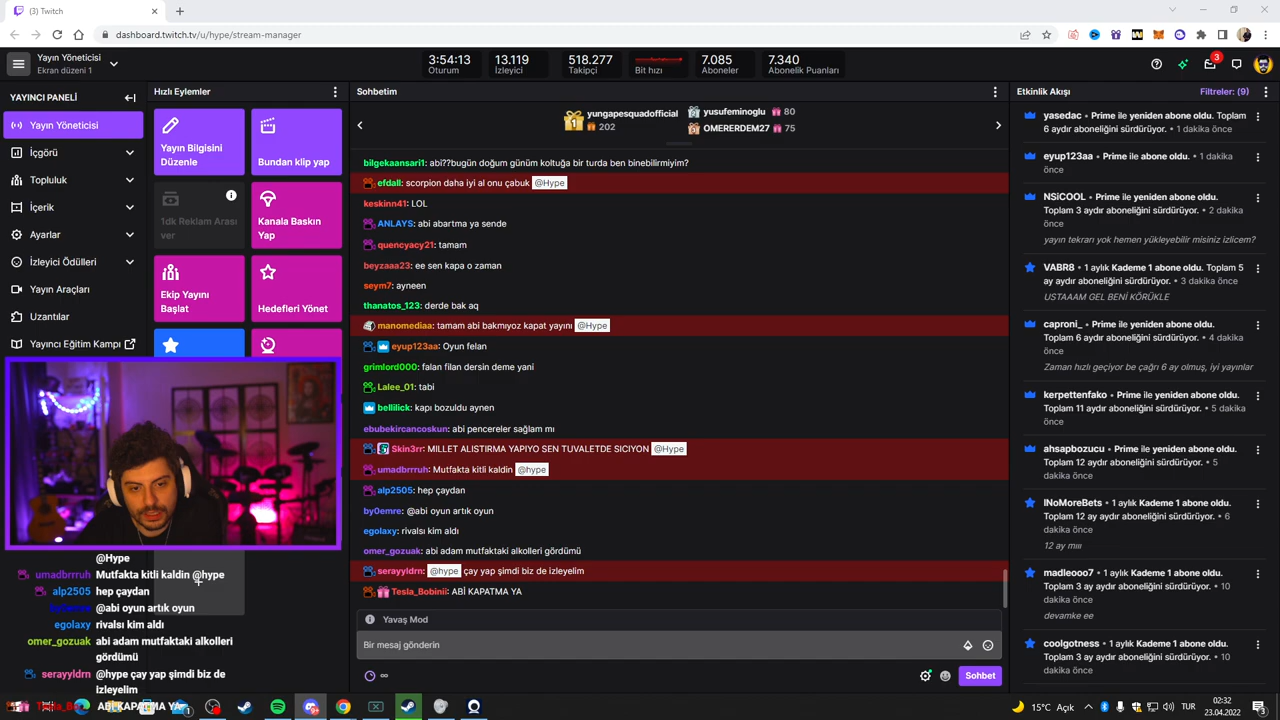 (3) Twitch
dashboard.twitch.tv/u/hype/stream-manager
Yayın Yöneticisi
Ekran düzeni 1
3:54:13
Oturum
13.119
İzleyici
518.277
Takipçi
Bit hızı
7.085
Aboneler
7.340
Abonelik Puanları
3
YAYINCI PANELİ
Yayın Yöneticisi
İçgörü
Topluluk
İçerik
Ayarlar
İzleyici Ödülleri
Yayın Araçları
Uzantılar
Yayıncı Eğitim Kampı
Hızlı Eylemler
Yayın Bilgisini
Düzenle
Bundan klip yap
1dk Reklam Arası
ver
Kanala Baskın
Yap
Ekip Yayını
Başlat
Hedefleri Yönet
Sohbetim
1
yungapesquadofficial
202
2
yusufeminoglu
80
3
OMERERDEM27
75
bilgekaansari1: abi??bugün doğum günüm koltuğa bir turda ben binebilirmiyim?
efdall: scorpion daha iyi al onu çabuk @Hype
keskinn41: LOL
ANLAYS: abi abartma ya sende
quencyacy21: tamam
beyzaaa23: ee sen kapa o zaman
seym7: ayneen
thanatos_123: derde bak aq
manomediaa: tamam abi bakmıyoz kapat yayını @Hype
eyup123aa: Oyun felan
grimlord000: falan filan dersin deme yani
Lalee_01: tabi
bellilick: kapı bozuldu aynen
ebubekircancoskun: abi pencereler sağlam mı
Skin3rr: MILLET ALISTIRMA YAPIYO SEN TUVALETDE SICIYON @Hype
umadbrrruh: Mutfakta kitli kaldin @hype
alp2505: hep çaydan
by0emre: @abi oyun artık oyun
egolaxy: rivalsı kim aldı
omer_gozuak: abi adam mutfaktaki alkolleri gördümü
serayyldrn: @hype çay yap şimdi biz de izleyelim
Tesla_Bobinii: ABİ KAPATMA YA
Yavaş Mod
Bir mesaj gönderin
Sohbet
Etkinlik Akışı
Filtreler: (9)
yasedac • Prime ile yeniden abone oldu. Toplam
6 aydır aboneliğini sürdürüyor. • 1 dakika önce
eyup123aa • Prime ile abone oldu. • 1 dakika
önce
NSiCOOL • Prime ile yeniden abone oldu.
Toplam 3 aydır aboneliğini sürdürüyor. • 2 dakika
önce
yayın tekrarı yok hemen yükleyebilir misiniz izlicem?
VABR8 • 1 aylık Kademe 1 abone oldu. Toplam 5
ay aydır aboneliğini sürdürüyor. • 3 dakika önce
USTAAAM GEL BENİ KÖRÜKLE
caproni_ • Prime ile yeniden abone oldu.
Toplam 6 aydır aboneliğini sürdürüyor. • 4 dakika
önce
Zaman hızlı geçiyor be çağrı 6 ay olmuş, iyi yayınlar
kerpettenfako • Prime ile yeniden abone oldu.
Toplam 11 aydır aboneliğini sürdürüyor. • 5 dakika
önce
ahsapbozucu • Prime ile yeniden abone oldu.
Toplam 12 aydır aboneliğini sürdürüyor. • 5
dakika önce
INoMoreBets • 1 aylık Kademe 1 abone oldu.
Toplam 12 ay aydır aboneliğini sürdürüyor. • 6
dakika önce
12 ay mııı
madleooo7 • 1 aylık Kademe 1 abone oldu.
Toplam 3 ay aydır aboneliğini sürdürüyor. • 10
dakika önce
devamke ee
coolgotness • 1 aylık Kademe 1 abone oldu.
Toplam 3 ay aydır aboneliğini sürdürüyor. • 10
dakika önce
@Hype
umadbrrruh Mutfakta kitli kaldin @hype
alp2505 hep çaydan
@abi oyun artık oyun
egolaxy rivalsı kim aldı
omer_gozuak abi adam mutfaktaki alkolleri
gördümü
serayyldrn @hype çay yap şimdi biz de
izleyelim
ABİ KAPATMA YA
15°C Açık
TUR
02:32
23.04.2022